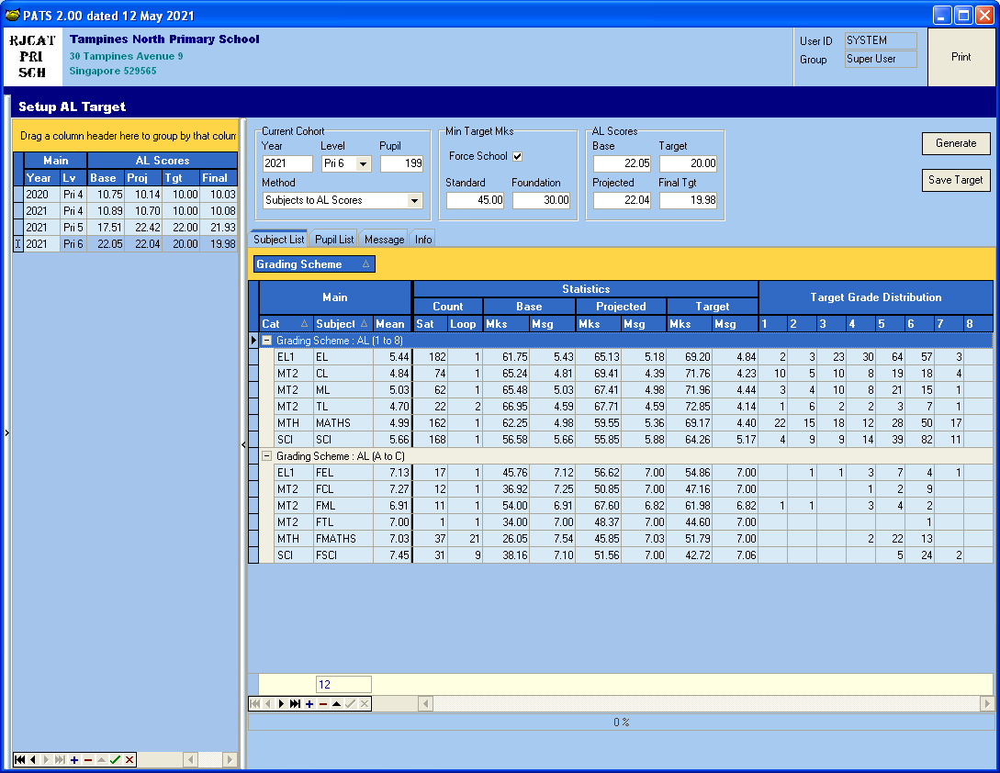 PATS 2.00 dated 12 May 2021
RJCAT
PRI
SCH
Tampines North Primary School
30 Tampines Avenue 9
Singapore 529565
User ID SYSTEM
Group Super User
Print
Setup AL Target
Drag a column header here to group by that colum
Main AL Scores
Year Lv Base Proj Tgt Final
2020 Pri 4 10.75 10.14 10.00 10.03
2021 Pri 4 10.89 10.70 10.00 10.08
2021 Pri 5 17.51 22.42 22.00 21.93
2021 Pri 6 22.05 22.04 20.00 19.98
Current Cohort
Year Level Pupil
2021 Pri 6 199
Method
Subjects to AL Scores
Min Target Mks
Force School
Standard Foundation
45.00 30.00
AL Scores
Base Target
22.05 20.00
Projected Final Tgt
22.04 19.98
Generate
Save Target
Subject List Pupil List Message Info
Grading Scheme
Main Statistics Target Grade Distribution
Count Base Projected Target
Cat Subject Mean Sat Loop Mks Msg Mks Msg Mks Msg 1 2 3 4 5 6 7 8
Grading Scheme : AL (1 to 8)
EL1 EL 5.44 182 1 61.75 5.43 65.13 5.18 69.20 4.84 2 3 23 30 64 57 3
MT2 CL 4.84 74 1 65.24 4.81 69.41 4.39 71.76 4.23 10 5 10 8 19 18 4
MT2 ML 5.03 62 1 65.48 5.03 67.41 4.98 71.96 4.44 3 4 10 8 21 15 1
MT2 TL 4.70 22 2 66.95 4.59 67.71 4.59 72.85 4.14 1 6 2 2 3 7 1
MTH MATHS 4.99 162 1 62.25 4.98 59.55 5.36 69.17 4.40 22 15 18 12 28 50 17
SCI SCI 5.66 168 1 56.58 5.66 55.85 5.88 64.26 5.17 4 9 9 14 39 82 11
Grading Scheme : AL (A to C)
EL1 FEL 7.13 17 1 45.76 7.12 56.62 7.00 54.86 7.00 1 1 3 7 4 1
MT2 FCL 7.27 12 1 36.92 7.25 50.85 7.00 47.16 7.00 1 2 9
MT2 FML 6.91 11 1 54.00 6.91 67.60 6.82 61.98 6.82 1 1 3 4 2
MT2 FTL 7.00 1 1 34.00 7.00 48.37 7.00 44.60 7.00 1
MTH FMATHS 7.03 37 21 26.05 7.54 45.85 7.03 51.79 7.00 2 22 13
SCI FSCI 7.45 31 9 38.16 7.10 51.56 7.00 42.72 7.06 5 24 2
12
0 %